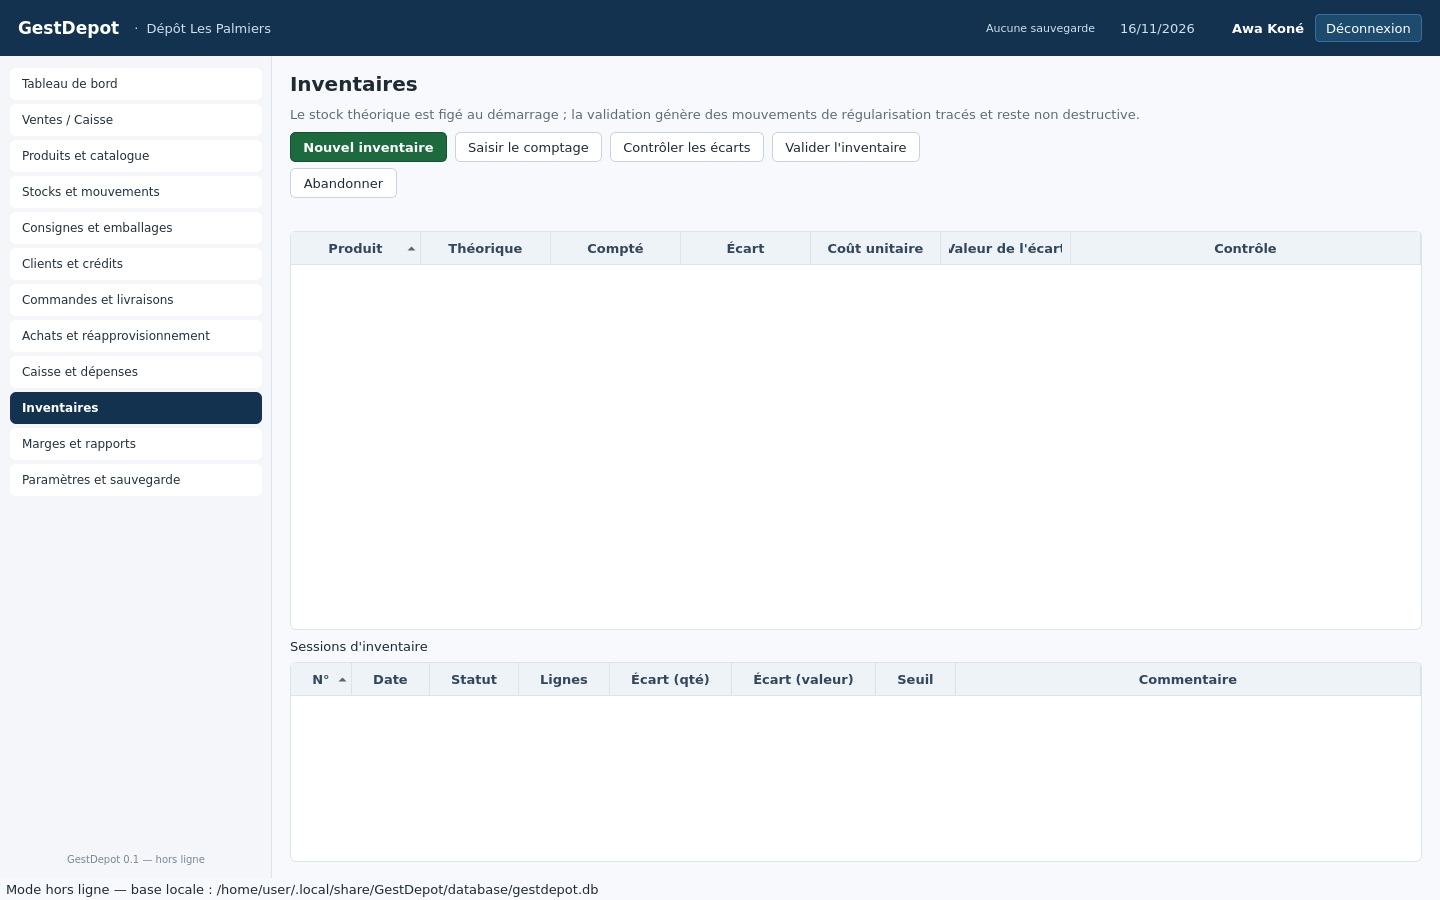 GestDepot · Dépôt Les Palmiers
Aucune sauvegarde 16/11/2026 Awa Koné Déconnexion
Tableau de bord
Ventes / Caisse
Produits et catalogue
Stocks et mouvements
Consignes et emballages
Clients et crédits
Commandes et livraisons
Achats et réapprovisionnement
Caisse et dépenses
Inventaires
Marges et rapports
Paramètres et sauvegarde
GestDepot 0.1 — hors ligne
Inventaires
Le stock théorique est figé au démarrage ; la validation génère des mouvements de régularisation tracés et reste non destructive.
Nouvel inventaire Saisir le comptage Contrôler les écarts Valider l'inventaire
Abandonner
Produit Théorique Compté Écart Coût unitaire Valeur de l'écart Contrôle
Sessions d'inventaire
N° Date Statut Lignes Écart (qté) Écart (valeur) Seuil Commentaire
Mode hors ligne — base locale : /home/user/.local/share/GestDepot/database/gestdepot.db